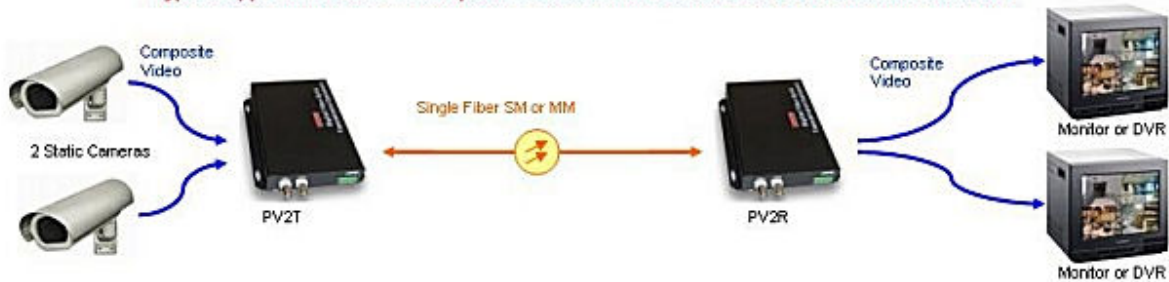 Composite
Video
2 Static Cameras
PV2T
Single Fiber SM or MM
PV2R
Composite
Video
Monitor or DVR
Monitor or DVR